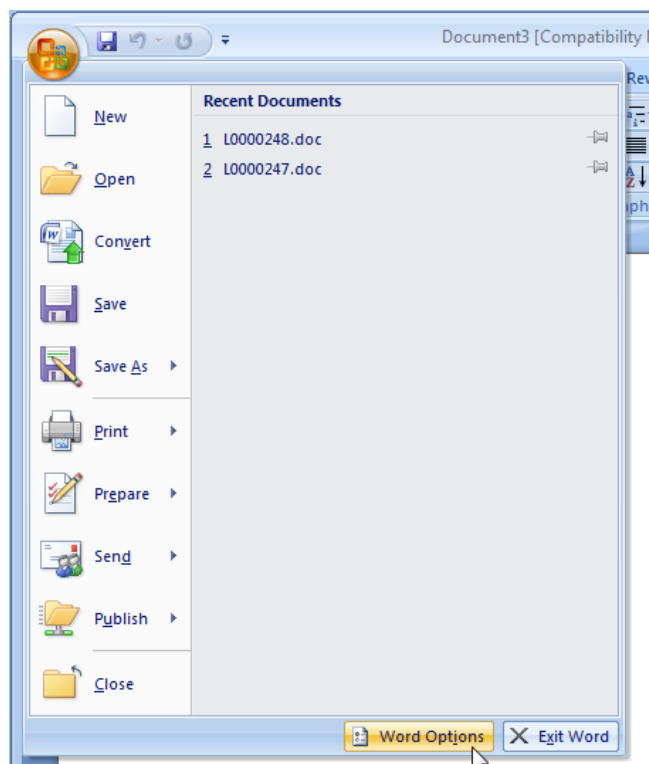 Document3 [Compatibility
New
Open
Convert
Save
Save As
Print
Prepare
Send
Publish
Close
Recent Documents
1 L0000248.doc
2 L0000247.doc
Word Options
Exit Word